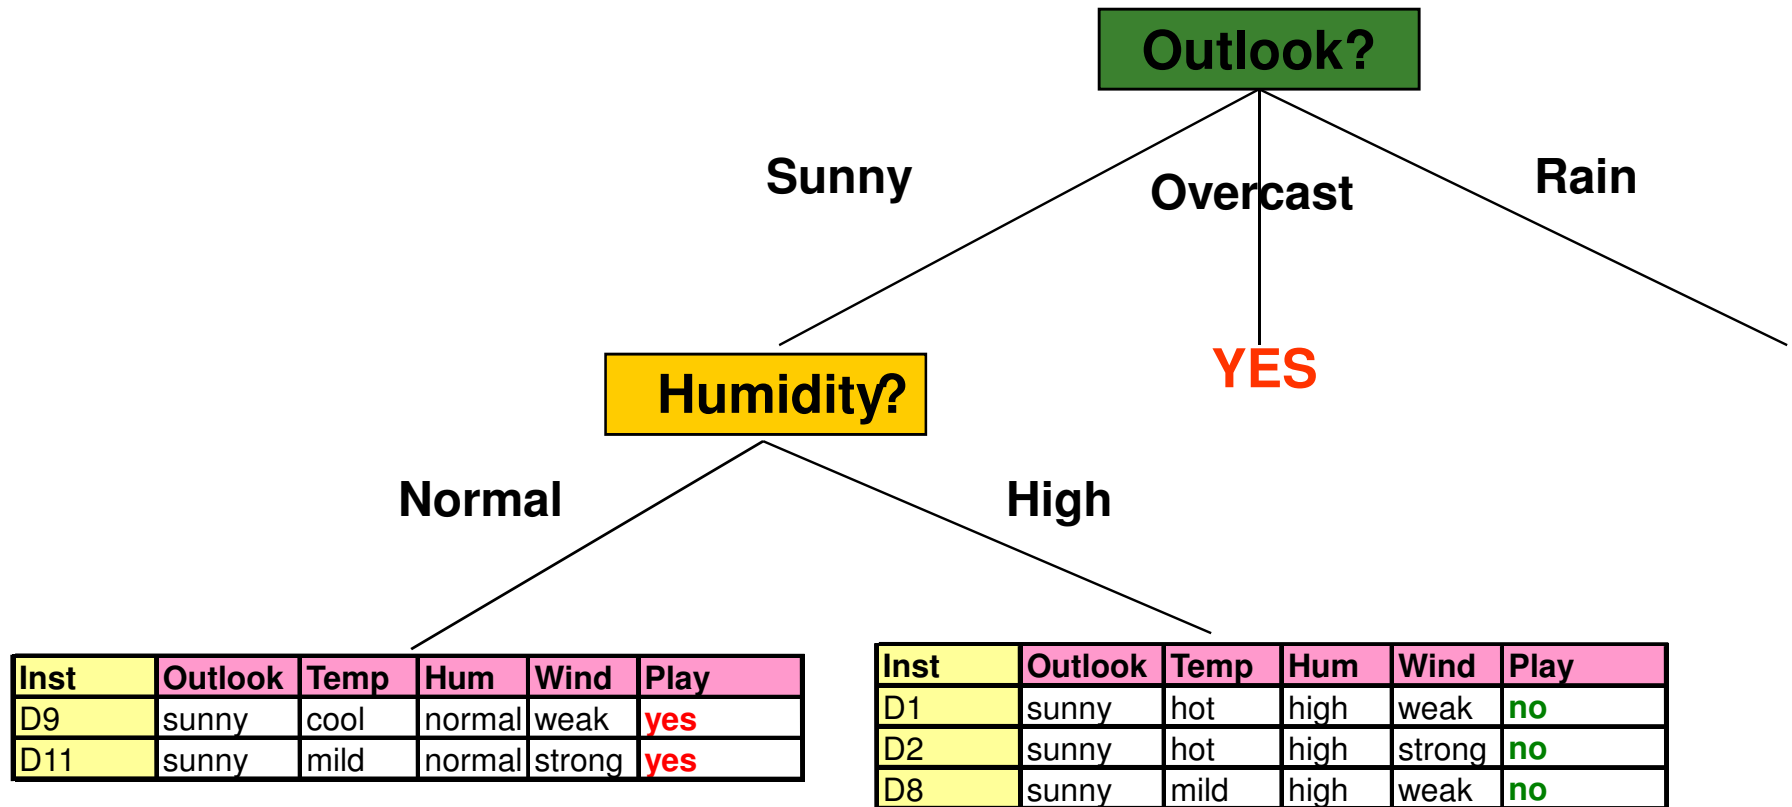 Outlook?
Sunny
Overcast
Rain
Humidity?
YES
Normal
High
Inst Outlook Temp Hum Wind Play
D9 sunny cool normal weak yes
D11 sunny mild normal strong yes
Inst Outlook Temp Hum Wind Play
D1 sunny hot high weak no
D2 sunny hot high strong no
D8 sunny mild high weak no